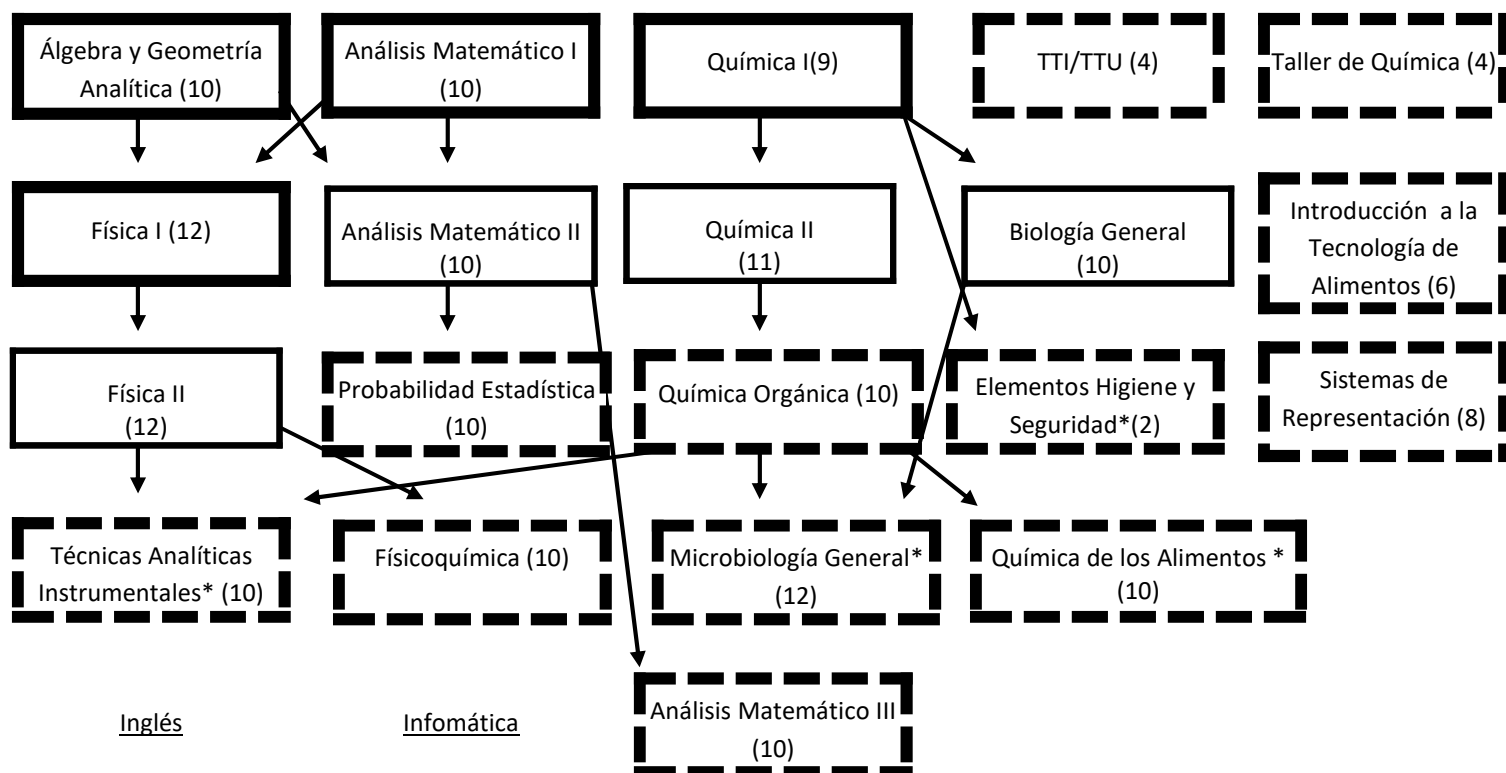 Álgebra y Geometría
Analítica (10)
Análisis Matemático I
(10)
Química I(9)
TTI/TTU (4)
Taller de Química (4)
Física I (12)
Análisis Matemático II
(10)
Química II
(11)
Biología General
(10)
Introducción a la
Tecnología de
Alimentos (6)
Física II
(12)
Probabilidad Estadística
(10)
Química Orgánica (10)
Elementos Higiene y
Seguridad*(2)
Sistemas de
Representación (8)
Técnicas Analíticas
Instrumentales* (10)
Físicoquímica (10)
Microbiología General*
(12)
Química de los Alimentos *
(10)
Inglés
Infomática
Análisis Matemático III
(10)